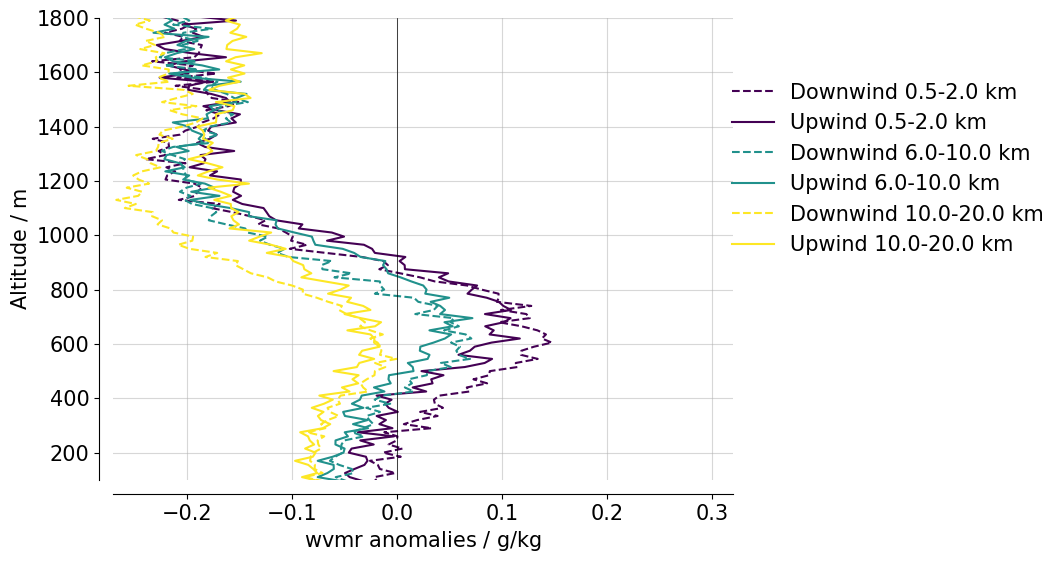 1800
1600
1400
1200
1000
800
600
400
200
Altitude / m
−0.2
−0.1
0.0
0.1
0.2
0.3
wvmr anomalies / g/kg
Downwind 0.5-2.0 km
Upwind 0.5-2.0 km
Downwind 6.0-10.0 km
Upwind 6.0-10.0 km
Downwind 10.0-20.0 km
Upwind 10.0-20.0 km